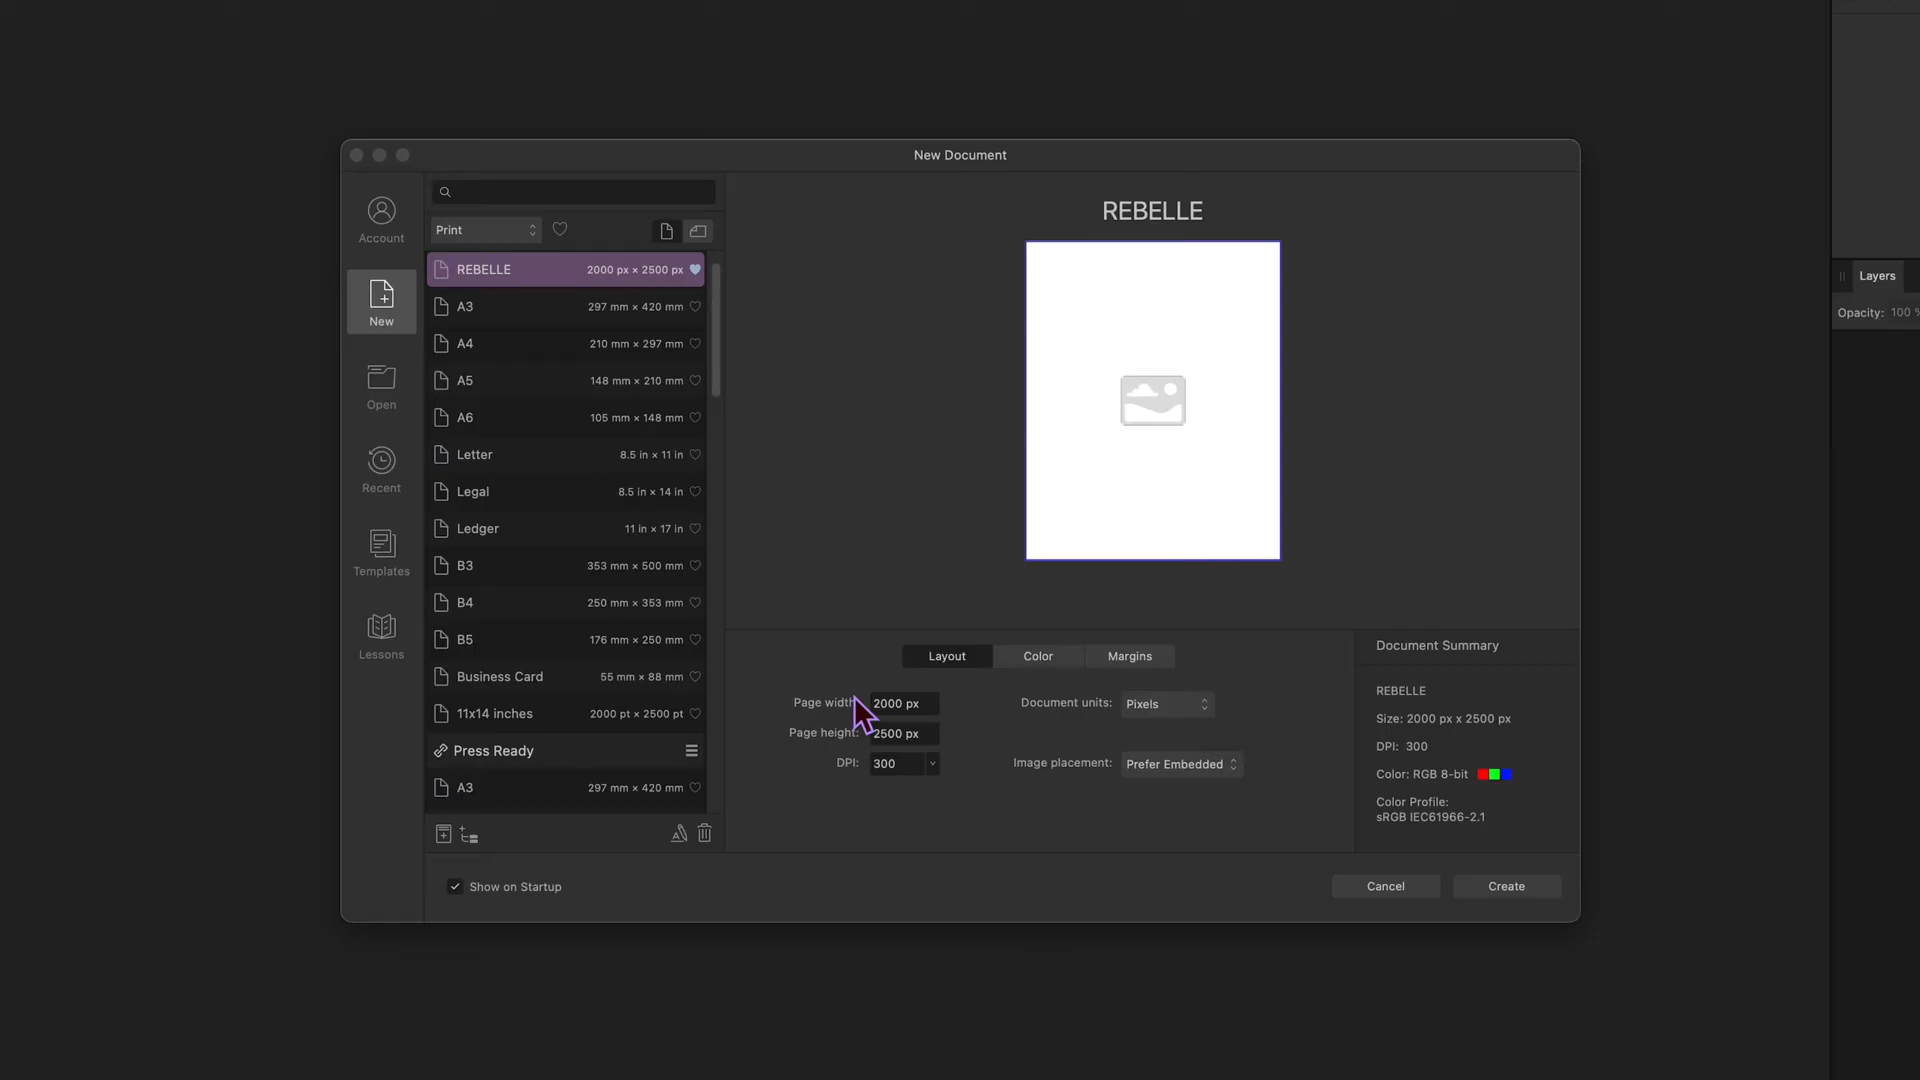 New Document
Account
New
Open
Recent
Templates
Lessons
Print
REBELLE 2000 px × 2500 px
A3 297 mm × 420 mm
A4 210 mm × 297 mm
A5 148 mm × 210 mm
A6 105 mm × 148 mm
Letter 8.5 in × 11 in
Legal 8.5 in × 14 in
Ledger 11 in × 17 in
B3 353 mm × 500 mm
B4 250 mm × 353 mm
B5 176 mm × 250 mm
Business Card 55 mm × 88 mm
11x14 inches 2000 pt × 2500 pt
Press Ready
A3 297 mm × 420 mm
Show on Startup
REBELLE
Layout Color Margins
Page width: 2000 px
Page height: 2500 px
DPI: 300
Document units: Pixels
Image placement: Prefer Embedded
Document Summary
REBELLE
Size: 2000 px x 2500 px
DPI: 300
Color: RGB 8-bit
Color Profile:
sRGB IEC61966-2.1
Cancel Create
Layers
Opacity: 100 %